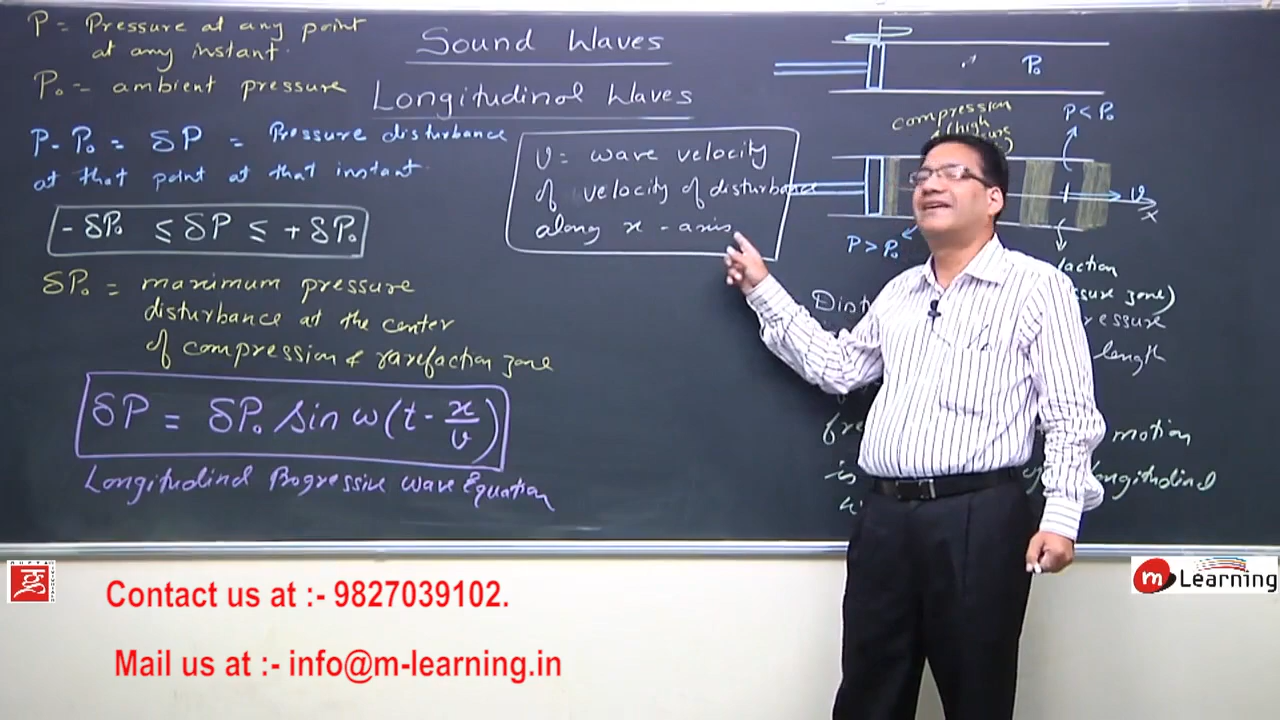 P = Pressure at any point
at any instant.
P₀ = ambient pressure
P - P₀ = δP = Pressure disturbance
at that point at that instant
-δP₀ ≤ δP ≤ +δP₀
δP₀ = maximum pressure
disturbance at the center
of compression & rarefaction zone
δP = δP₀ sin ω(t - x/v)
Longitudinal Progressive wave Equation
Sound Waves
Longitudinal Waves
v = wave velocity
of velocity of disturbance
along x - axis
P₀
compression
P < P₀
v
x
P > P₀
motion
length
Contact us at :- 9827039102.
Mail us at :- info@m-learning.in
GUPTA
m Learning